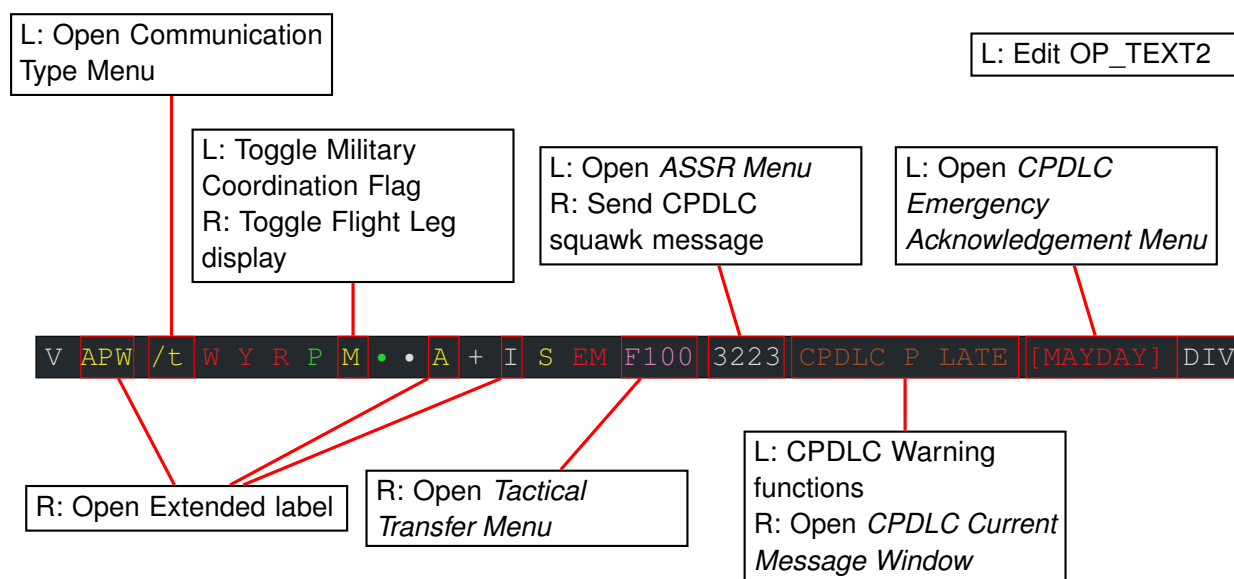 L: Open Communication
Type Menu
L: Edit OP_TEXT2
L: Toggle Military
Coordination Flag
R: Toggle Flight Leg
display
L: Open ASSR Menu
R: Send CPDLC
squawk message
L: Open CPDLC
Emergency
Acknowledgement Menu
V APW /t W Y R P M • • A + I S EM F100 3223 CPDLC P LATE [MAYDAY] DIV
R: Open Extended label
R: Open Tactical
Transfer Menu
L: CPDLC Warning
functions
R: Open CPDLC Current
Message Window